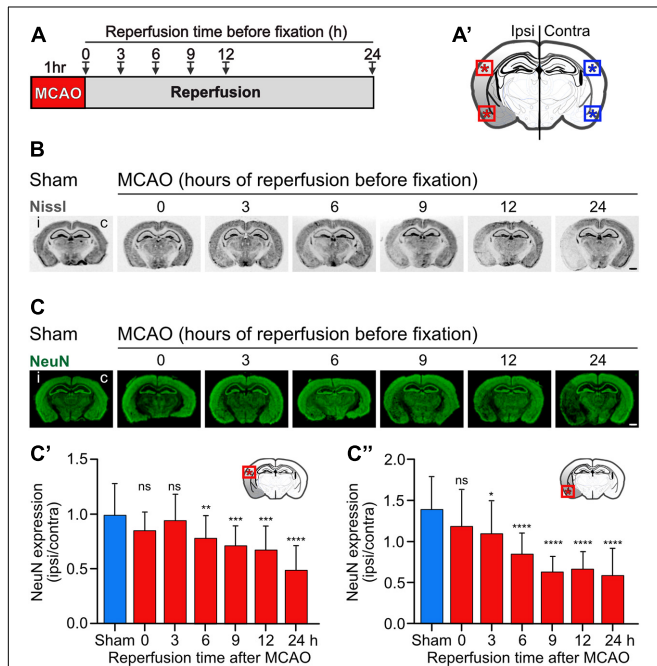 A
Reperfusion time before fixation (h)
0 3 6 9 12 24
1hr
MCAO
Reperfusion
A'
Ipsi Contra
* *
* *
B
Sham MCAO (hours of reperfusion before fixation)
Nissl 0 3 6 9 12 24
i c
C
Sham MCAO (hours of reperfusion before fixation)
NeuN 0 3 6 9 12 24
i c
C'
NeuN expression
(ipsi/contra)
1.5
1.0
0.5
0.0
ns ns ** *** *** ****
*
Sham 0 3 6 9 12 24 h
Reperfusion time after MCAO
C''
NeuN expression
(ipsi/contra)
2.0
1.5
1.0
0.5
0.0
ns * **** **** **** ****
*
Sham 0 3 6 9 12 24 h
Reperfusion time after MCAO